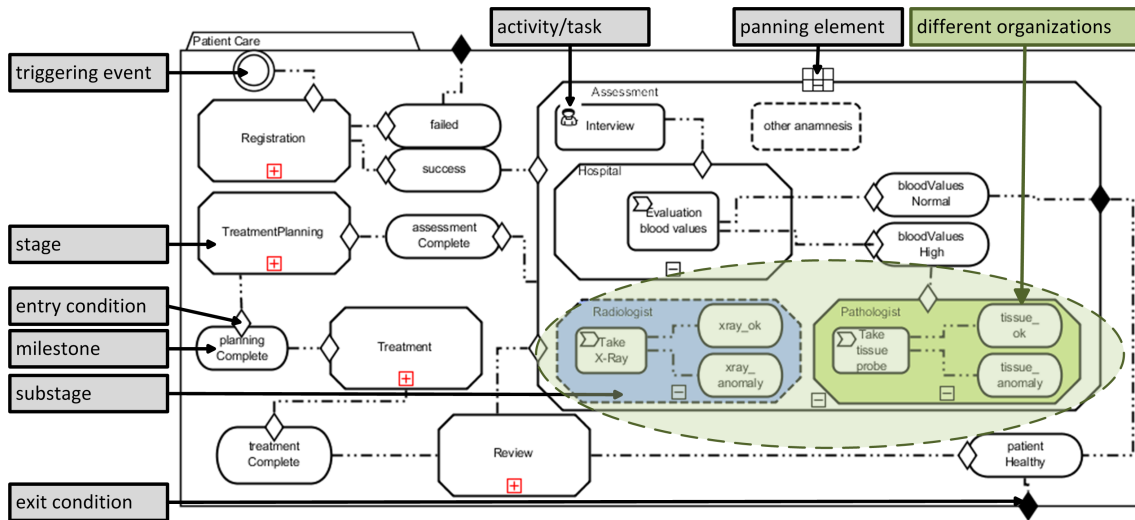 activity/task
panning element
different organizations
Patient Care
triggering event
Assessment
failed
Interview
other anamnesis
Registration
success
Hospital
bloodValues
Normal
Evaluation
blood values
stage
TreatmentPlanning
assessment
Complete
bloodValues
High
entry condition
Radiologist
Pathologist
xray_ok
tissue_
ok
milestone
planning
Complete
Treatment
Take
X-Ray
Take
tissue
probe
xray_
anomaly
tissue_
anomaly
substage
treatment
Complete
Review
patient
Healthy
exit condition